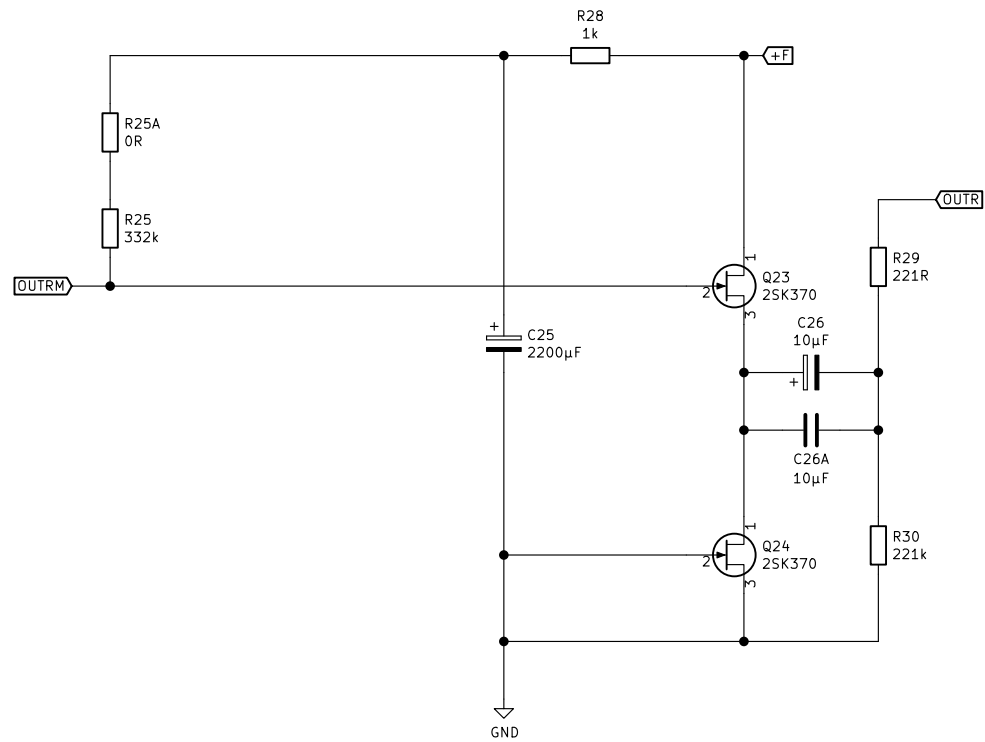 R28
1k
+F
R25A
0R
OUTR
R25
332k
R29
221R
1
OUTRM
2
Q23
2SK370
3
+
C25
2200µF
C26
10µF
+
C26A
10µF
1
2
Q24
2SK370
3
R30
221k
GND